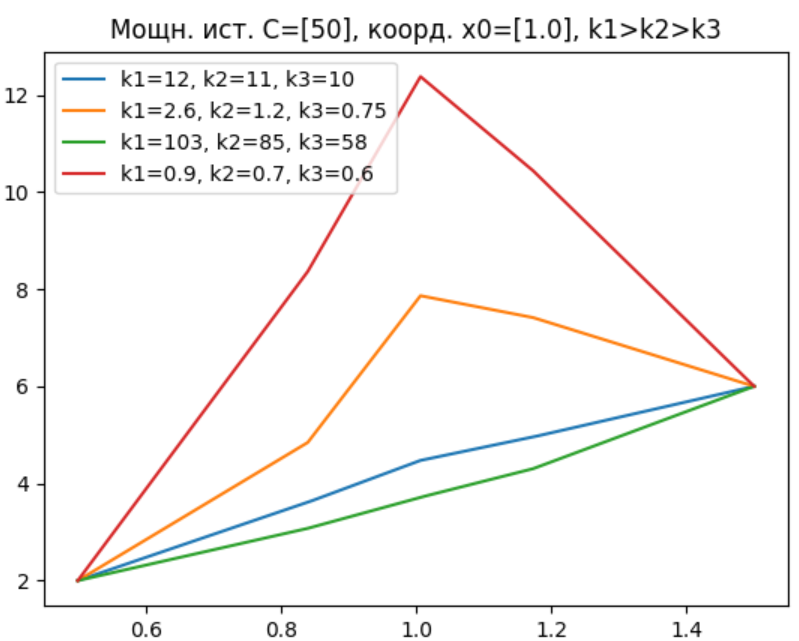 Мощн. ист. C=[50], коорд. x0=[1.0], k1>k2>k3
k1=12, k2=11, k3=10
k1=2.6, k2=1.2, k3=0.75
k1=103, k2=85, k3=58
k1=0.9, k2=0.7, k3=0.6
12
10
8
6
4
2
0.6 0.8 1.0 1.2 1.4